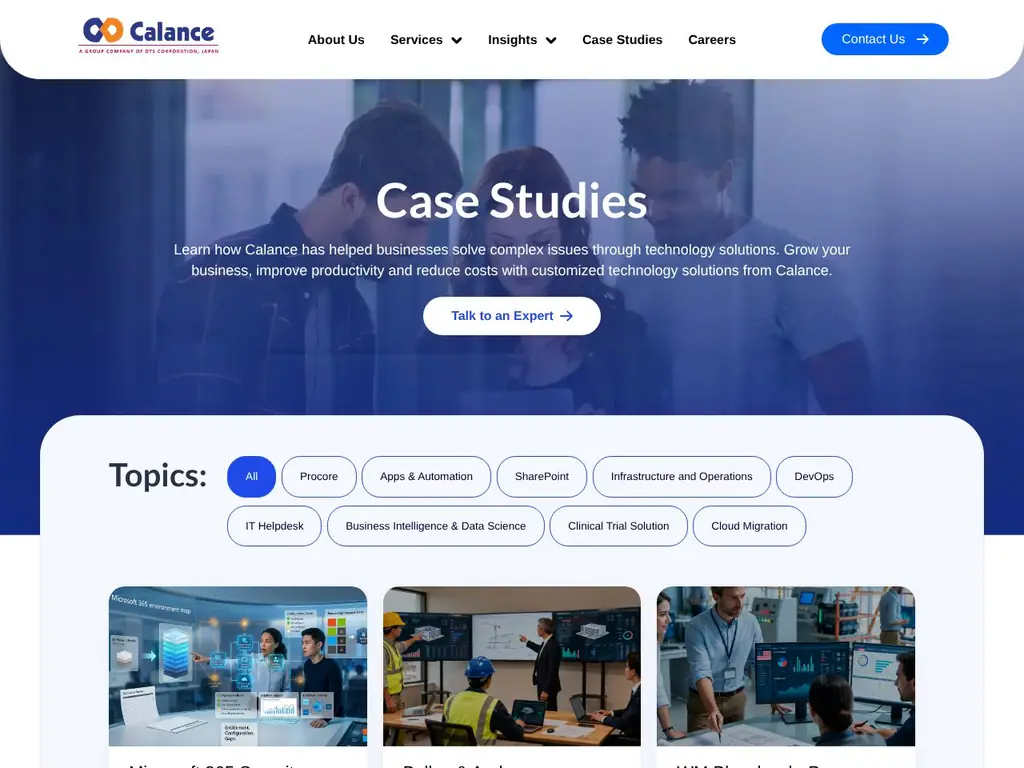 Calance
A GROUP COMPANY OF DTS CORPORATION, JAPAN
About Us
Services
Insights
Case Studies
Careers
Contact Us
Case Studies
Learn how Calance has helped businesses solve complex issues through technology solutions. Grow your
business, improve productivity and reduce costs with customized technology solutions from Calance.
Talk to an Expert
Topics:
All
Procore
Apps & Automation
SharePoint
Infrastructure and Operations
DevOps
IT Helpdesk
Business Intelligence & Data Science
Clinical Trial Solution
Cloud Migration
Microsoft 365 environment map
Entitlement,
Configuration,
Gaps.